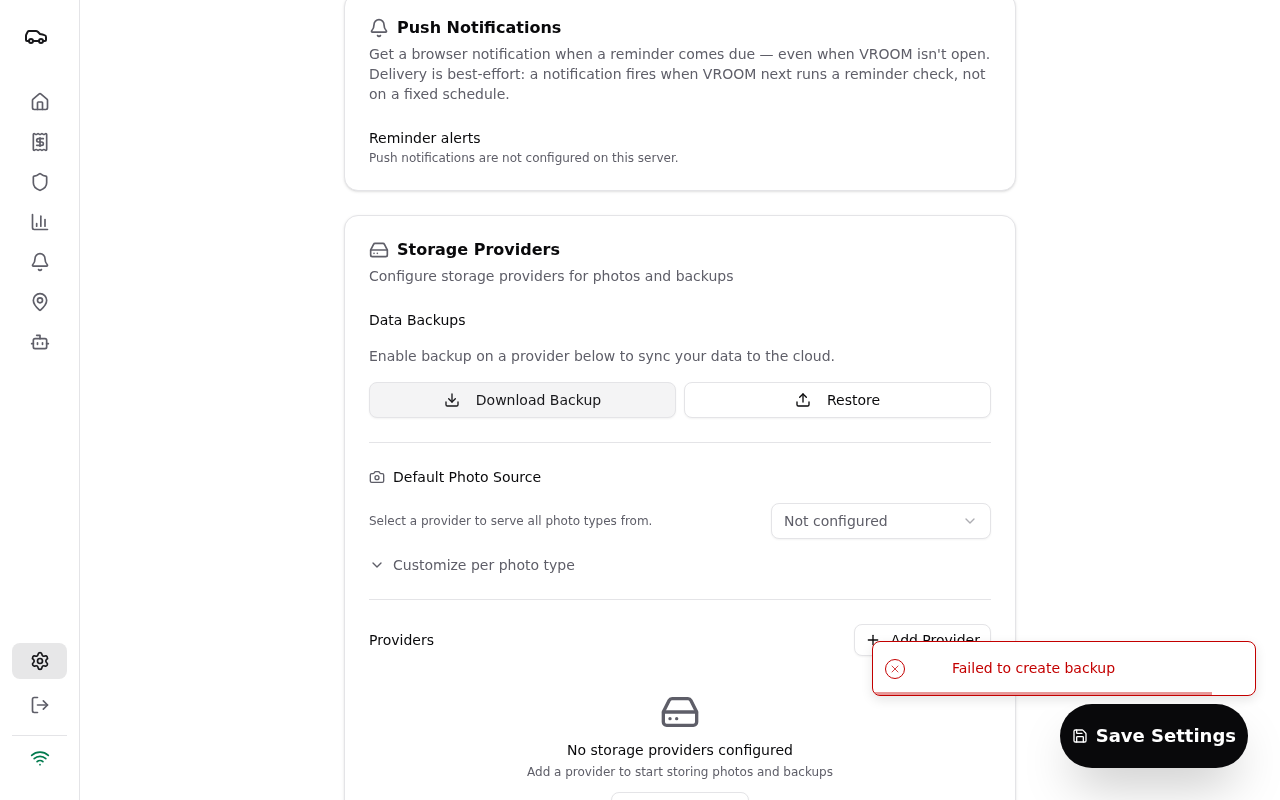 Push Notifications
Get a browser notification when a reminder comes due — even when VROOM isn't open.
Delivery is best-effort: a notification fires when VROOM next runs a reminder check, not
on a fixed schedule.
Reminder alerts
Push notifications are not configured on this server.
Storage Providers
Configure storage providers for photos and backups
Data Backups
Enable backup on a provider below to sync your data to the cloud.
Download Backup
Restore
Default Photo Source
Select a provider to serve all photo types from.
Not configured
Customize per photo type
Providers
Add Provider
Failed to create backup
Save Settings
No storage providers configured
Add a provider to start storing photos and backups